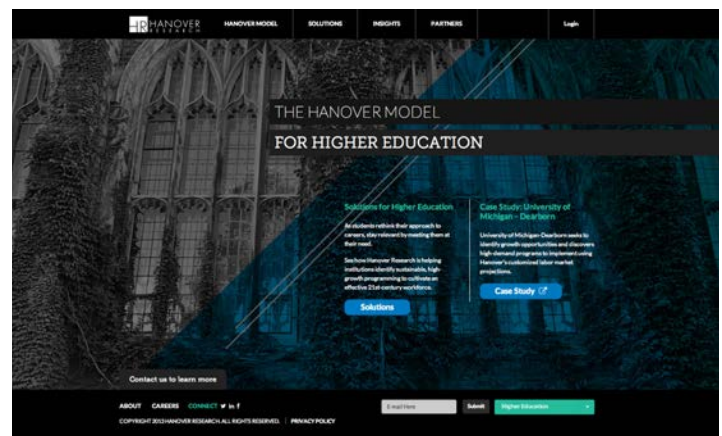 HR HANOVER RESEARCH
HANOVER MODEL
SOLUTIONS
INSIGHTS
PARTNERS
Login
THE HANOVER MODEL
FOR HIGHER EDUCATION
Solutions for Higher Education
As students rethink their approach to
careers, stay relevant by meeting them at
their need.
See how Hanover Research is helping
institutions identify sustainable, high-
growth programming to cultivate an
effective 21st-century workforce.
Solutions
Case Study: University of
Michigan - Dearborn
University of Michigan-Dearborn seeks to
identify growth opportunities and discovers
high-demand programs to implement using
Hanover's customized labor market
projections.
Case Study
Contact us to learn more
ABOUT CAREERS CONNECT
E-mail Here
Submit
Higher Education
COPYRIGHT 2013 HANOVER RESEARCH. ALL RIGHTS RESERVED. | PRIVACY POLICY